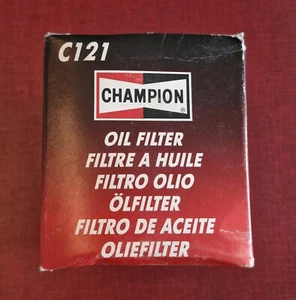 C121
CHAMPION
®
OIL FILTER
FILTRE A HUILE
FILTRO OLIO
ÖLFILTER
FILTRO DE ACEITE
OLIEFILTER